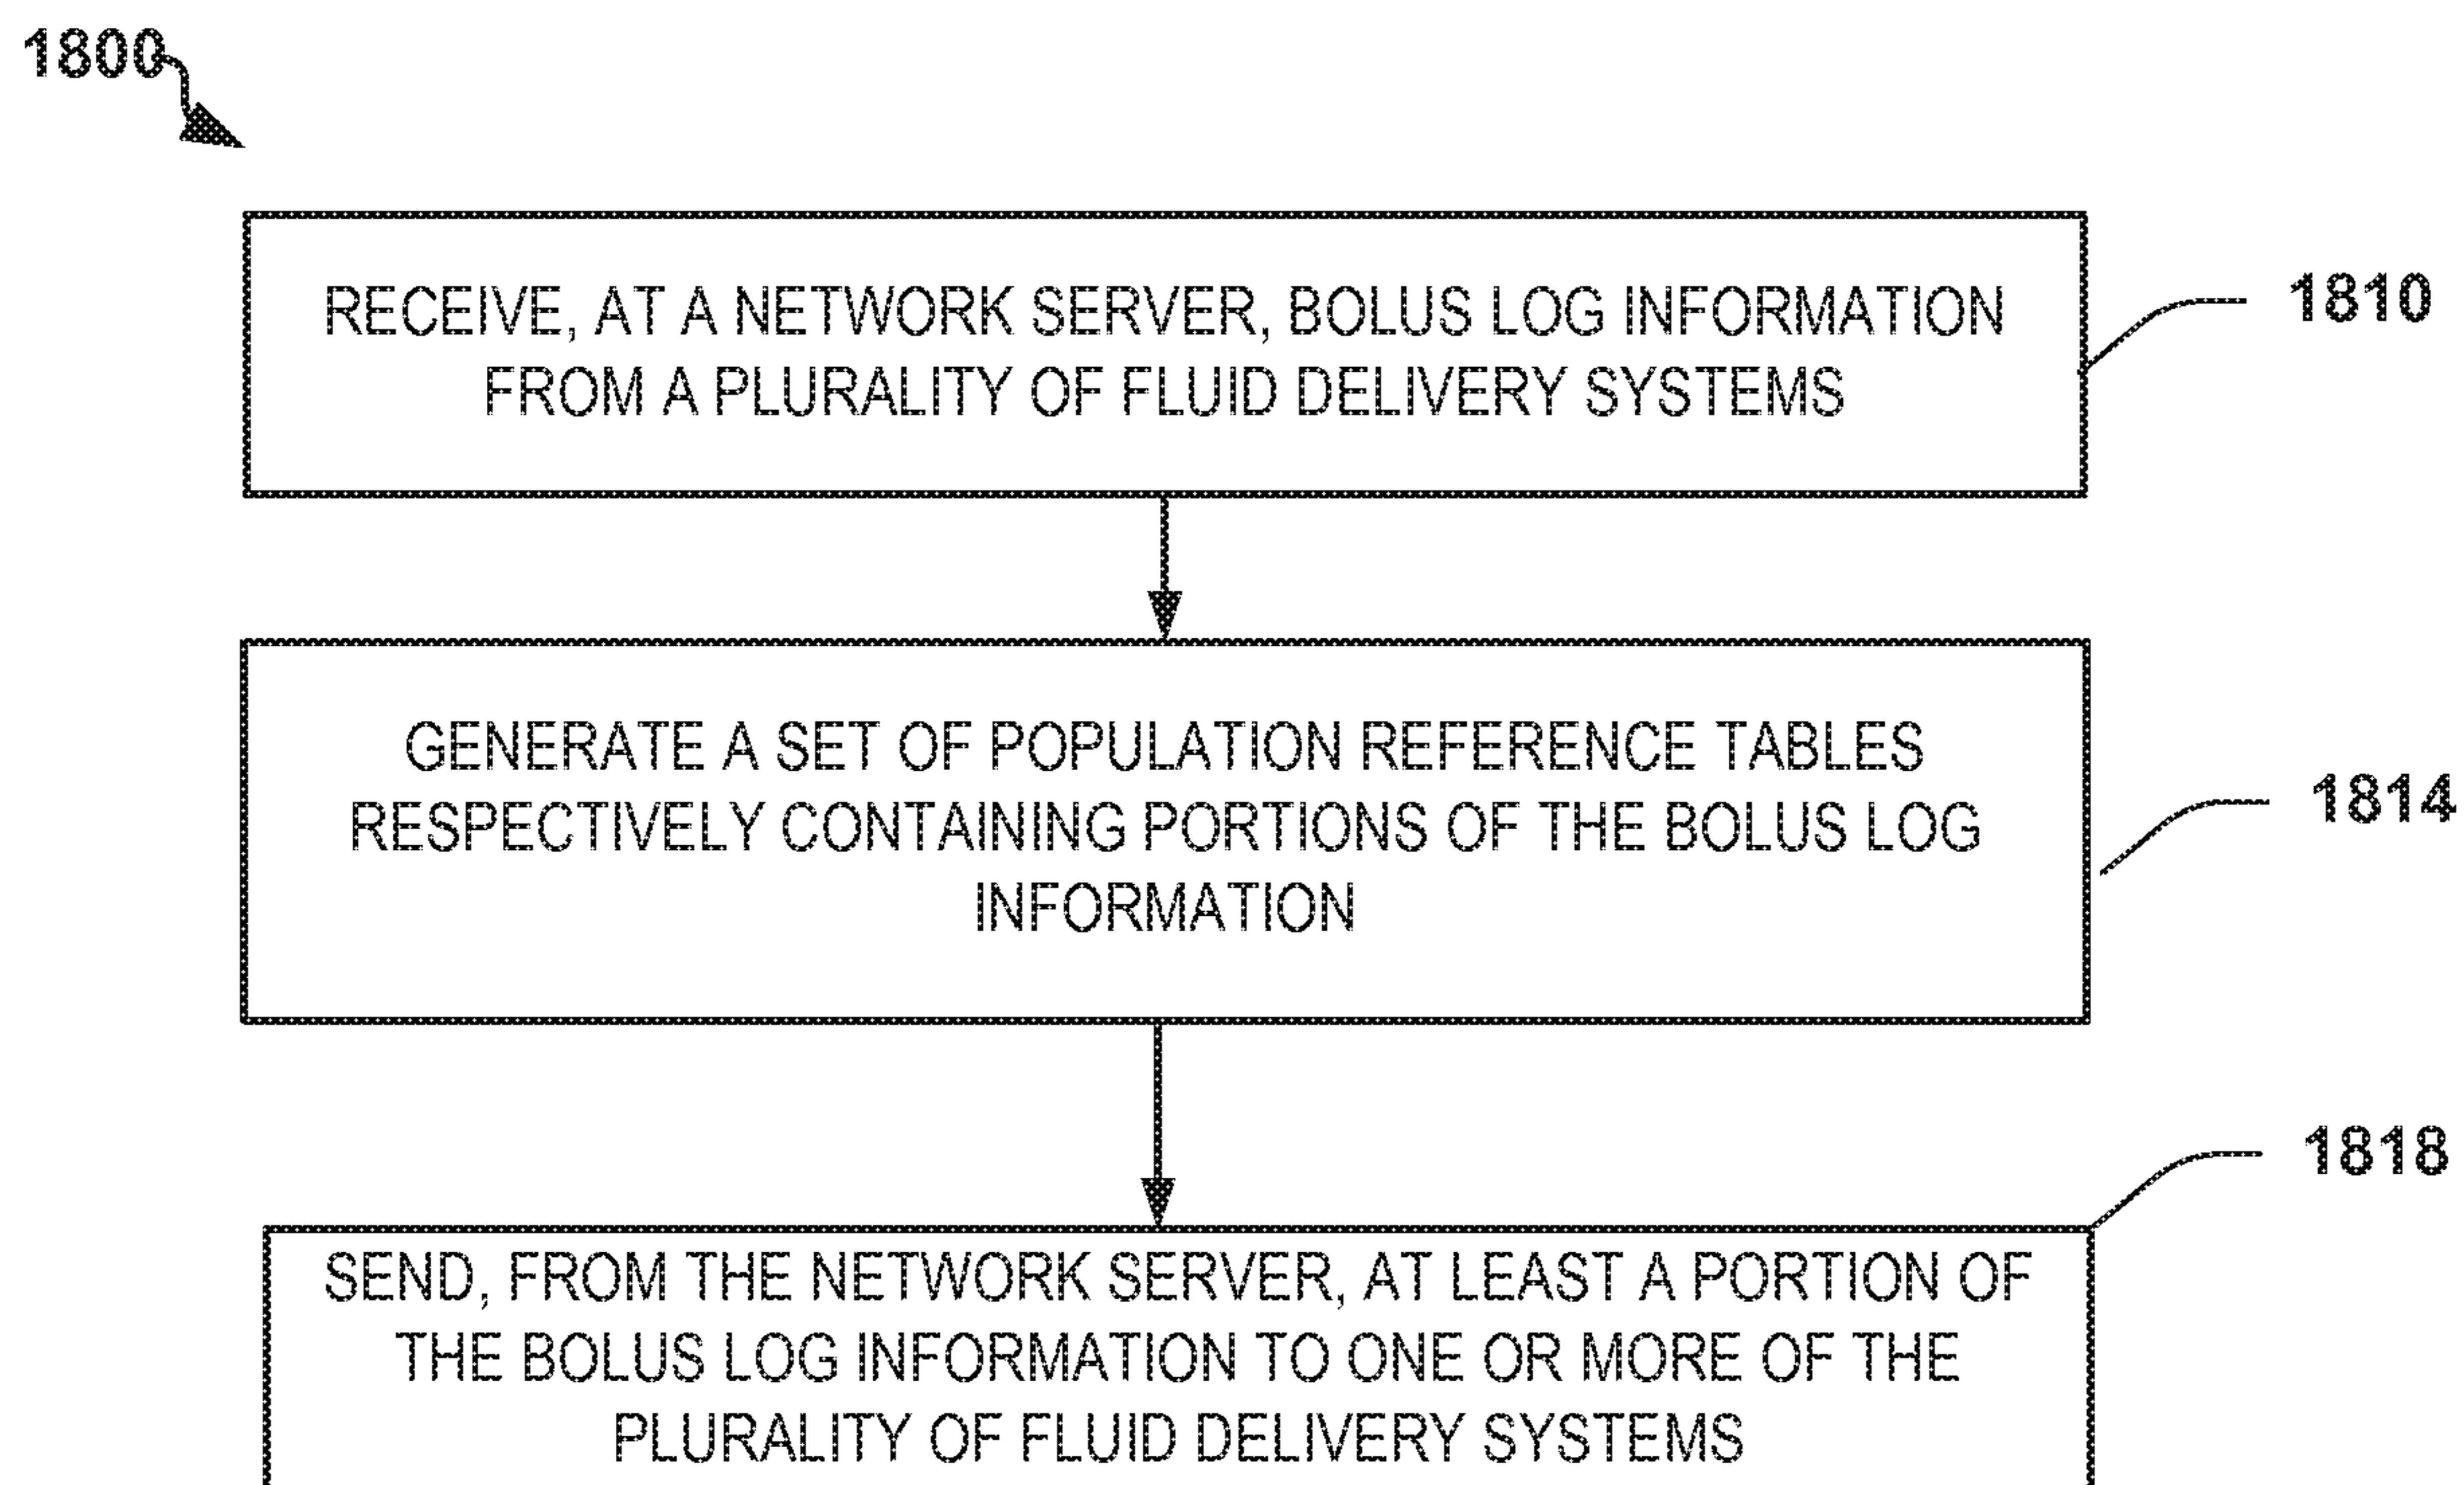 1800
RECEIVE, AT A NETWORK SERVER, BOLUS LOG INFORMATION
FROM A PLURALITY OF FLUID DELIVERY SYSTEMS
1810
GENERATE A SET OF POPULATION REFERENCE TABLES
RESPECTIVELY CONTAINING PORTIONS OF THE BOLUS LOG
INFORMATION
1814
1818
SEND, FROM THE NETWORK SERVER, AT LEAST A PORTION OF
THE BOLUS LOG INFORMATION TO ONE OR MORE OF THE
PLURALITY OF FLUID DELIVERY SYSTEMS